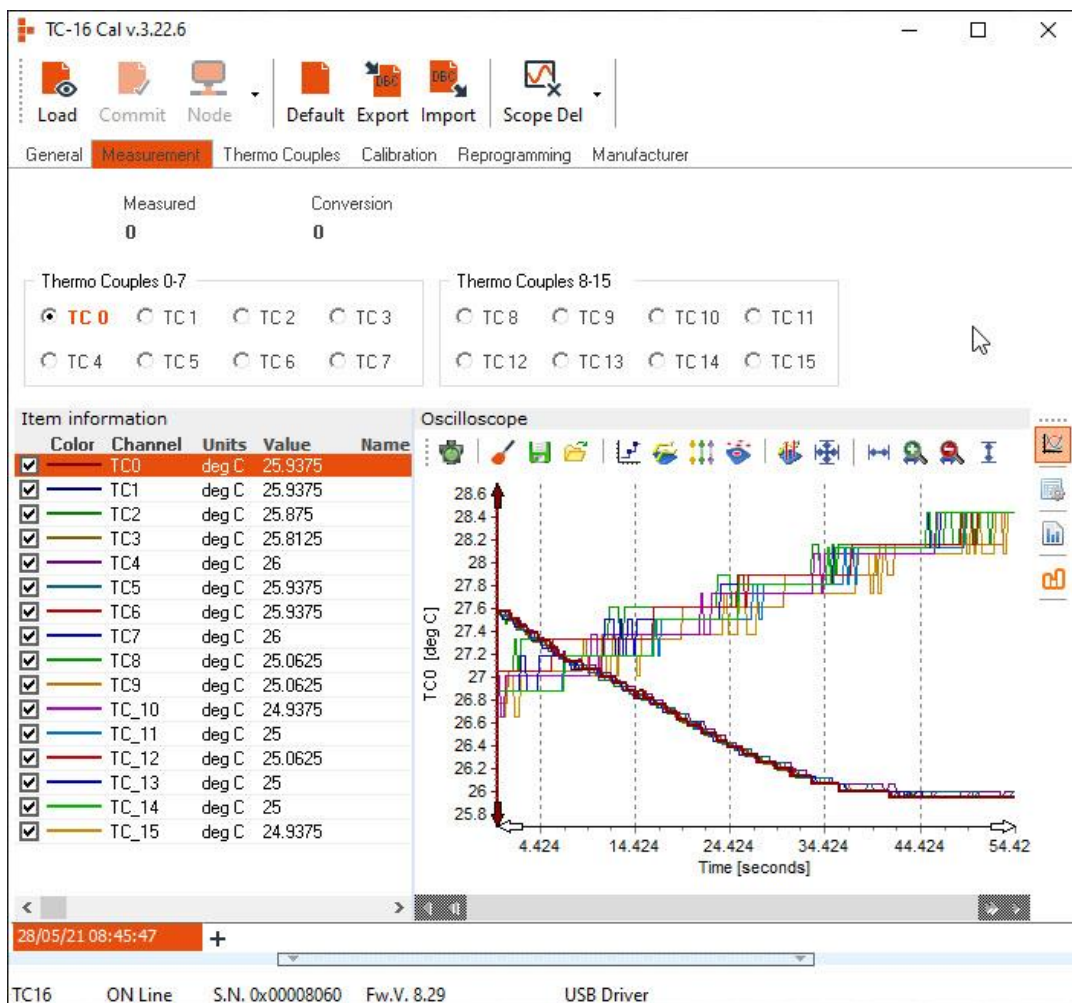 TC-16 Cal v.3.22.6
Load Commit Node Default Export Import Scope Del
DBC DBC
General Measurement Thermo Couples Calibration Reprogramming Manufacturer
Measured Conversion
0 0
Thermo Couples 0-7 Thermo Couples 8-15
TC 0 TC 1 TC 2 TC 3 TC 8 TC 9 TC 10 TC 11
TC 4 TC 5 TC 6 TC 7 TC 12 TC 13 TC 14 TC 15
Item information
Color Channel Units Value Name
TC0 deg C 25.9375
TC1 deg C 25.9375
TC2 deg C 25.875
TC3 deg C 25.8125
TC4 deg C 26
TC5 deg C 25.9375
TC6 deg C 25.9375
TC7 deg C 26
TC8 deg C 25.0625
TC9 deg C 25.0625
TC_10 deg C 24.9375
TC_11 deg C 25
TC_12 deg C 25.0625
TC_13 deg C 25
TC_14 deg C 25
TC_15 deg C 24.9375
Oscilloscope
TC0 [deg C]
28.6
28.4
28.2
28
27.8
27.6
27.4
27.2
27
26.8
26.6
26.4
26.2
26
25.8
4.424 14.424 24.424 34.424 44.424 54.42
Time [seconds]
28/05/21 08:45:47 +
TC16 ON Line S.N. 0x00008060 Fw.V. 8.29 USB Driver